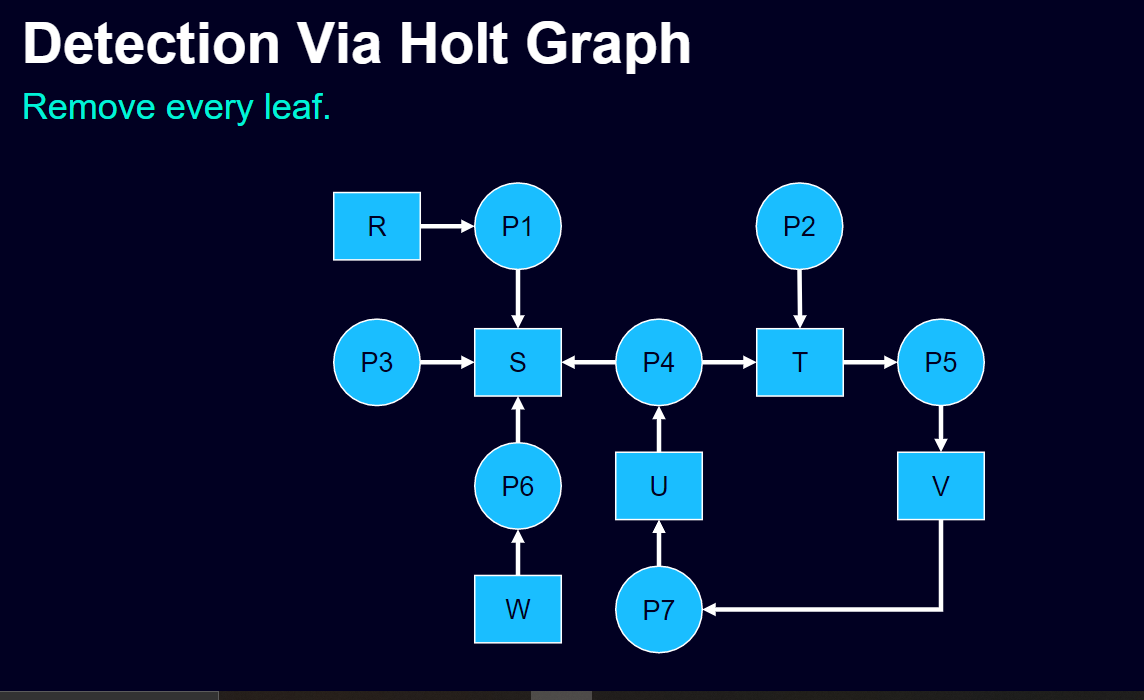 Detection Via Holt Graph
Remove every leaf.
R
P1
P2
P3
S
P4
T
P5
P6
U
V
W
P7